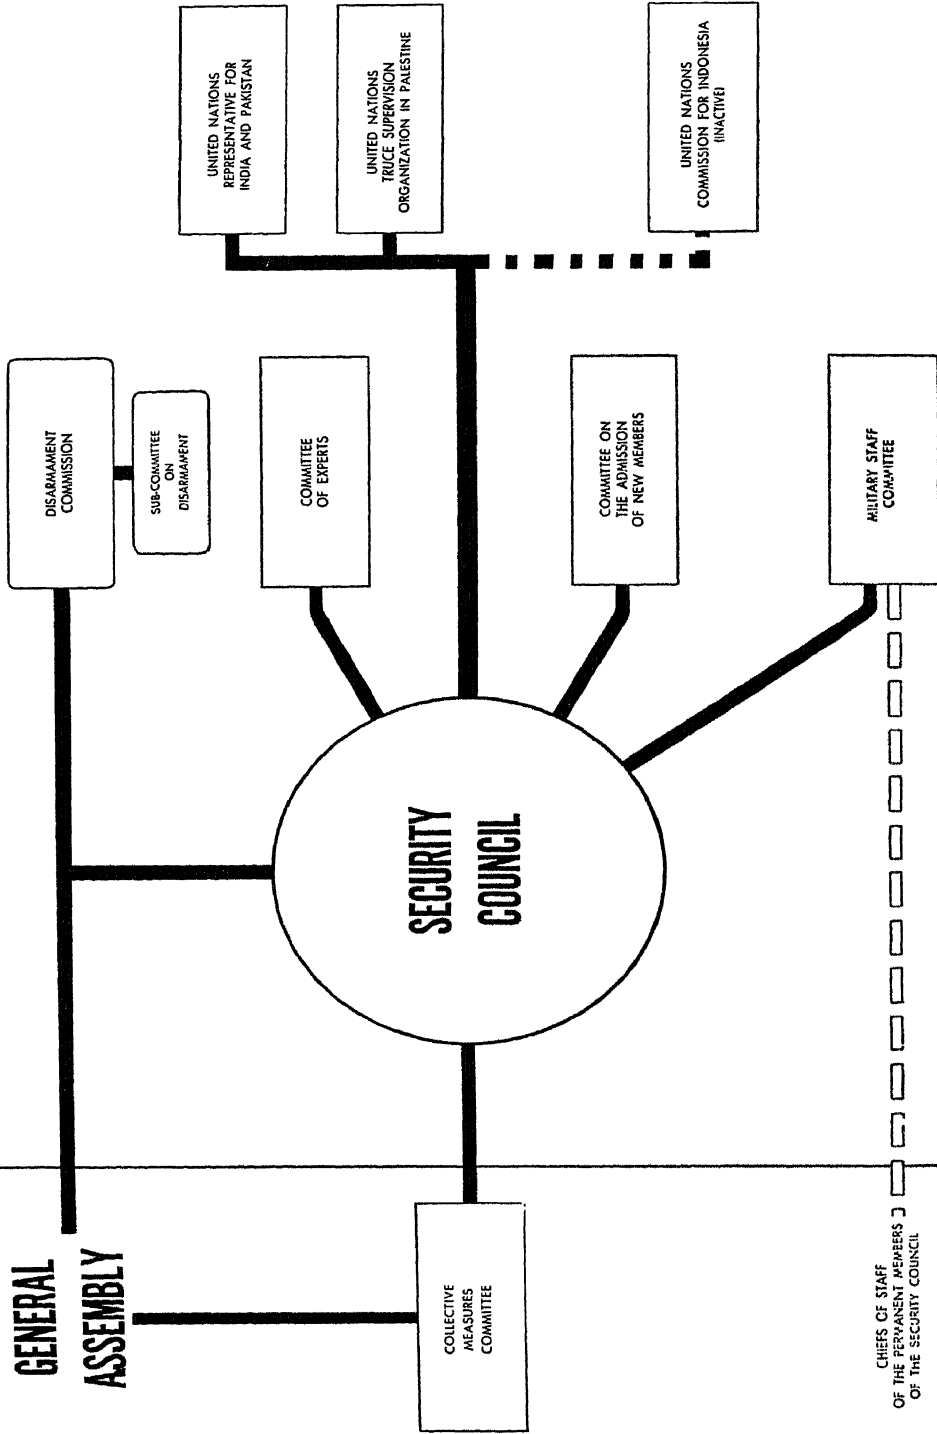 GENERAL
ASSEMBLY
COLLECTIVE
MEASURES
COMMITTEE
CHIEFS OF STAFF
OF THE PERMANENT MEMBERS
OF THE SECURITY COUNCIL
SECURITY
COUNCIL
DISARMAMENT
COMMISSION
SUB-COMMITTEE
ON
DISARMAMENT
COMMITTEE
OF EXPERTS
COMMITTEE ON
THE ADMISSION
OF NEW MEMBERS
MILITARY STAFF
COMMITTEE
UNITED NATIONS
REPRESENTATIVE FOR
INDIA AND PAKISTAN
UNITED NATIONS
TRUCE SUPERVISION
ORGANIZATION IN PALESTINE
UNITED NATIONS
COMMISSION FOR INDONESIA
(INACTIVE)